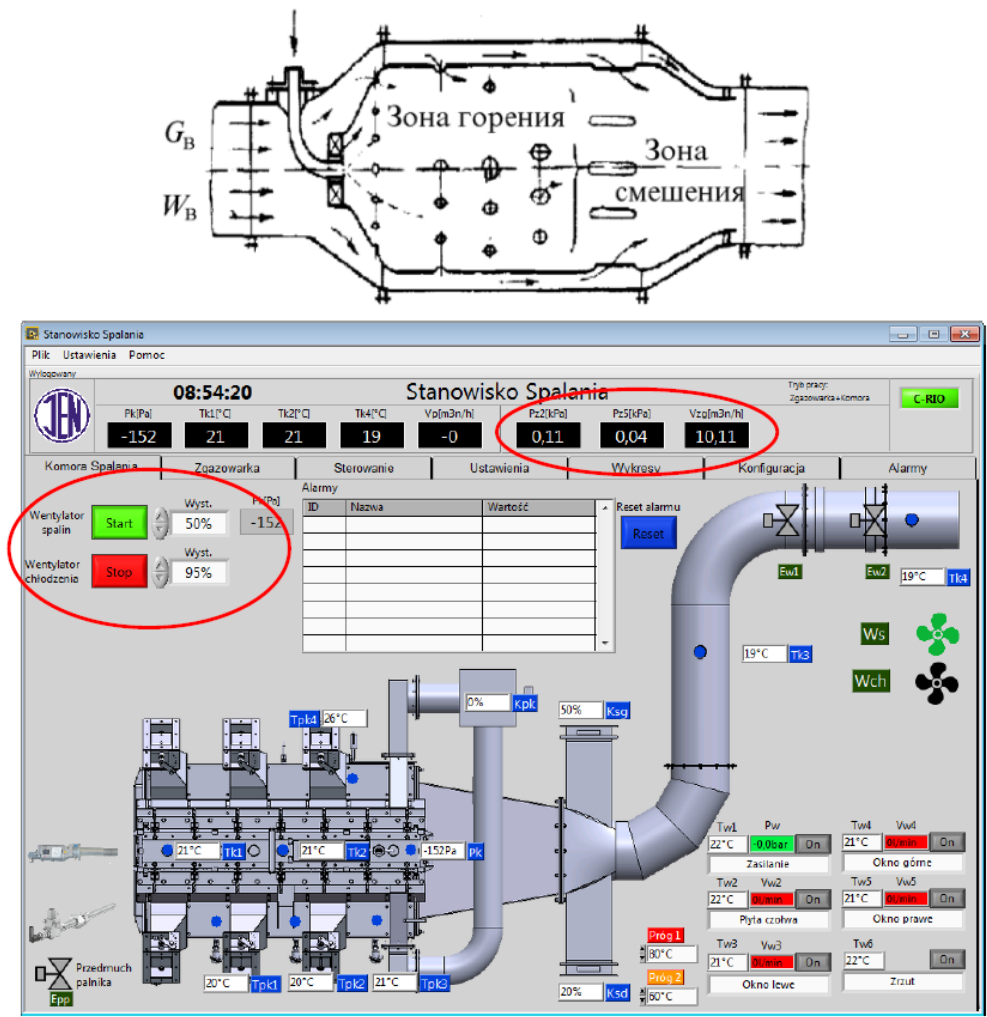 Зона горения
Зона
смешения
G_В
W_В
Stanowisko Spalania
Plik Ustawienia Pomoc
Wylogowany
IEN
08:54:20
Stanowisko Spalania
Tryb pracy:
Zgazowarka+Komora
C-RIO
Pk[Pa] Tk1[°C] Tk2[°C] Tk4[°C] Vp[m3n/h] Pz2[kPa] Pz5[kPa] Vzg[m3n/h]
-152 21 21 19 -0 0,11 0,04 10,11
Komora Spalania Zgazowarka Sterowanie Ustawienia Wykresy Konfiguracja Alarmy
Wentylator
spalin
Start
Wyst.
50%
Pk[Pa]
-152
Wentylator
chłodzenia
Stop
Wyst.
95%
Alarmy
ID Nazwa Wartość
Reset alarmu
Reset
Ew1 Ew2
19°C Tk4
19°C Tk3
Ws
Wch
Tpk4 26°C
0% Kpk
50% Ksg
21°C Tk1 21°C Tk2 -152Pa Pk
20°C Tpk1 20°C Tpk2 21°C Tpk3
20% Ksd
Przedmuch
palnika
Epp
Próg 1
80°C
Próg 2
60°C
Tw1 Pw
22°C -0,0bar On
Zasilanie
Tw2 Vw2
22°C 0l/min On
Płyta czołwa
Tw3 Vw3
21°C 0l/min On
Okno lewe
Tw4 Vw4
21°C 0l/min On
Okno górne
Tw5 Vw5
21°C 0l/min On
Okno prawe
Tw6
22°C On
Zrzut